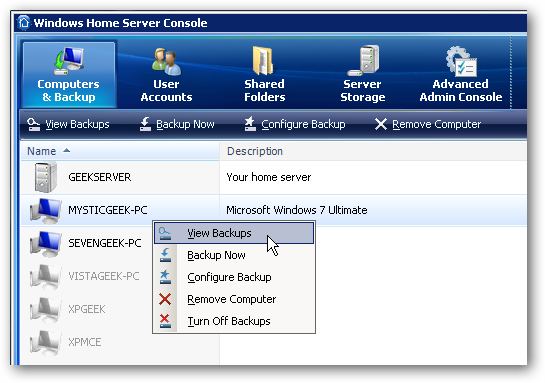 Windows Home Server Console
Computers & Backup
User Accounts
Shared Folders
Server Storage
Advanced Admin Console
View Backups
Backup Now
Configure Backup
Remove Computer
Name
Description
GEEKSERVER
Your home server
MYSTICGEEK-PC
Microsoft Windows 7 Ultimate
SEVENGEEK-PC
VISTAGEEK-PC
XPGEEK
XPMCE
View Backups
Backup Now
Configure Backup
Remove Computer
Turn Off Backups